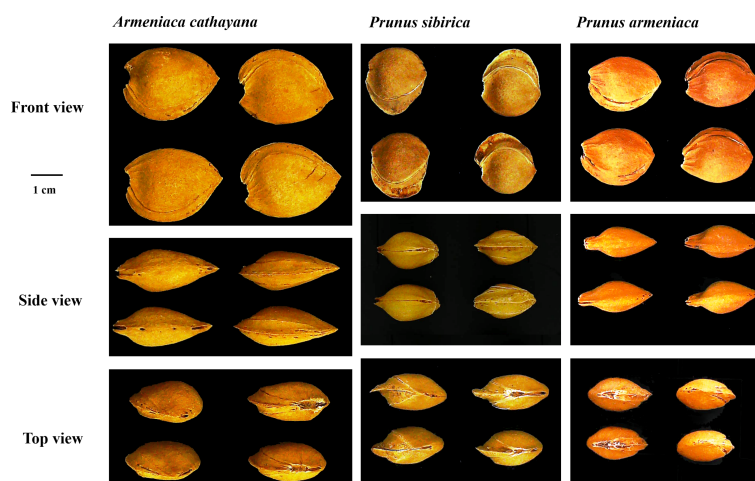 Armeniaca cathayana
Prunus sibirica
Prunus armeniaca
Front view
1 cm
Side view
Top view